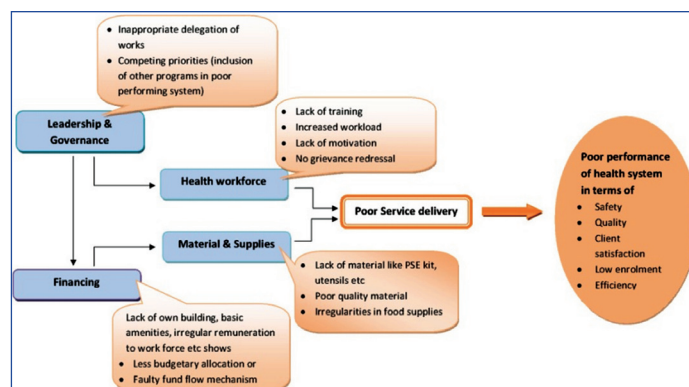 • Inappropriate delegation of
works
• Competing priorities (inclusion
of other programs in poor
performing system)
Leadership &
Governance
• Lack of training
• Increased workload
• Lack of motivation
• No grievance redressal
Health workforce
Poor Service delivery
Material & Supplies
Financing
• Lack of material like PSE kit,
utensils etc
• Poor quality material
• Irregularities in food supplies
Lack of own building, basic
amenities, irregular remuneration
to work force etc shows
• Less budgetary allocation or
• Faulty fund flow mechanism
Poor performance
of health system
in terms of
• Safety
• Quality
• Client
satisfaction
• Low enrolment
• Efficiency